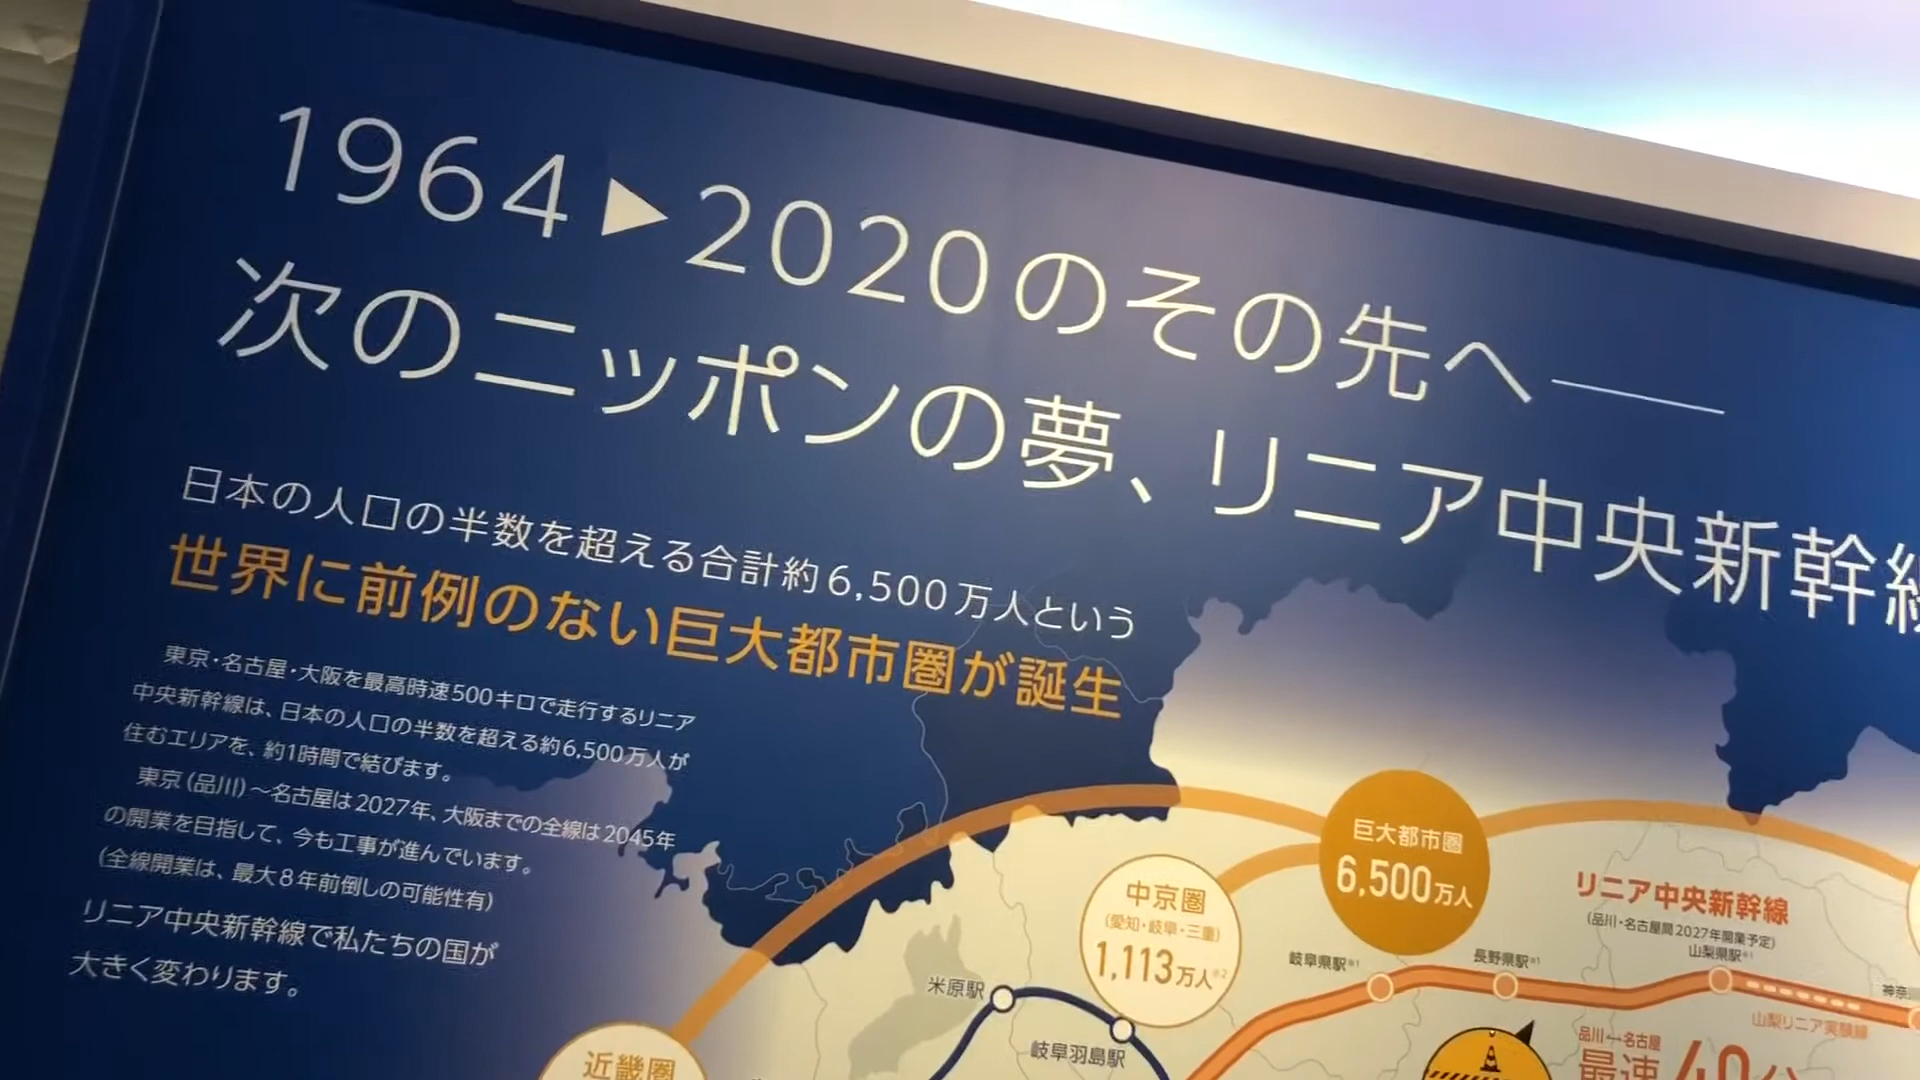 1964▶2020のその先へ――
次のニッポンの夢、リニア中央新幹線
日本の人口の半数を超える合計約6,500万人という
世界に前例のない巨大都市圏が誕生
東京・名古屋・大阪を最高時速500キロで走行するリニア
中央新幹線は、日本の人口の半数を超える約6,500万人が
住むエリアを、約1時間で結びます。
東京(品川)～名古屋は2027年、大阪までの全線は2045年
の開業を目指して、今も工事が進んでいます。
(全線開業は、最大8年前倒しの可能性有)
リニア中央新幹線で私たちの国が
大きく変わります。
巨大都市圏
6,500万人
中京圏
(愛知・岐阜・三重)
1,113万人※2
リニア中央新幹線
(品川・名古屋間2027年開業予定)
岐阜県駅※1
長野県駅※1
山梨県駅※1
神奈
山梨リニア実験線
米原駅
岐阜羽島駅
近畿圏
品川↔名古屋
最速40分